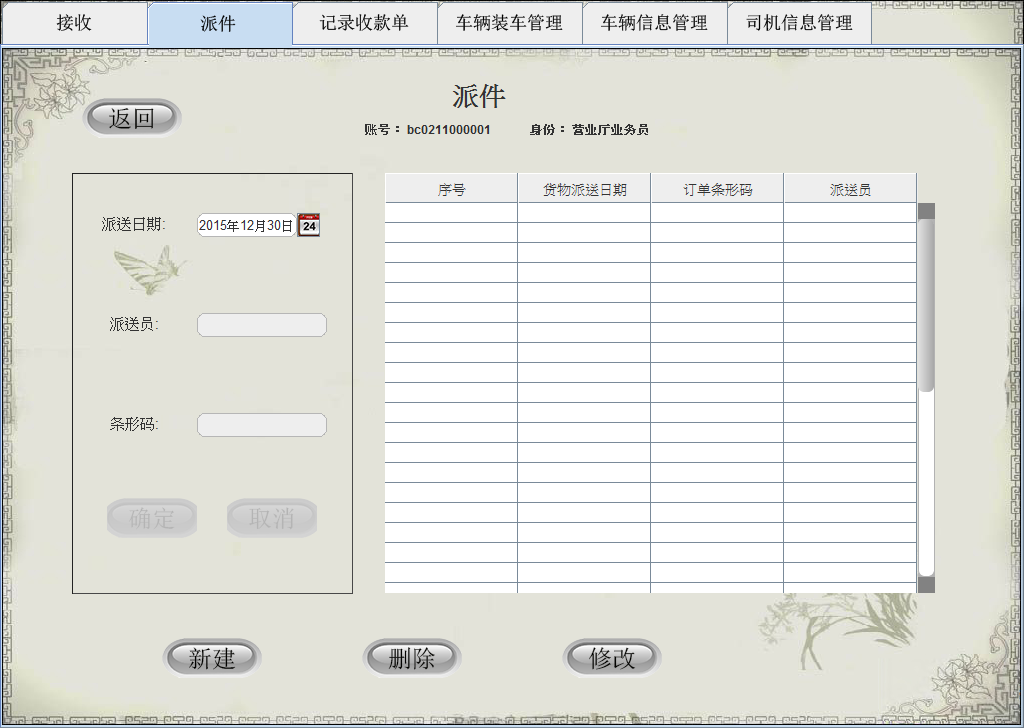 接收 派件 记录收款单 车辆装车管理 车辆信息管理 司机信息管理
派件
返回
账号：bc0211000001 身份：营业厅业务员
序号 货物派送日期 订单条形码 派送员
派送日期: 2015年12月30日 24
派送员:
条形码:
确定 取消
新建 删除 修改